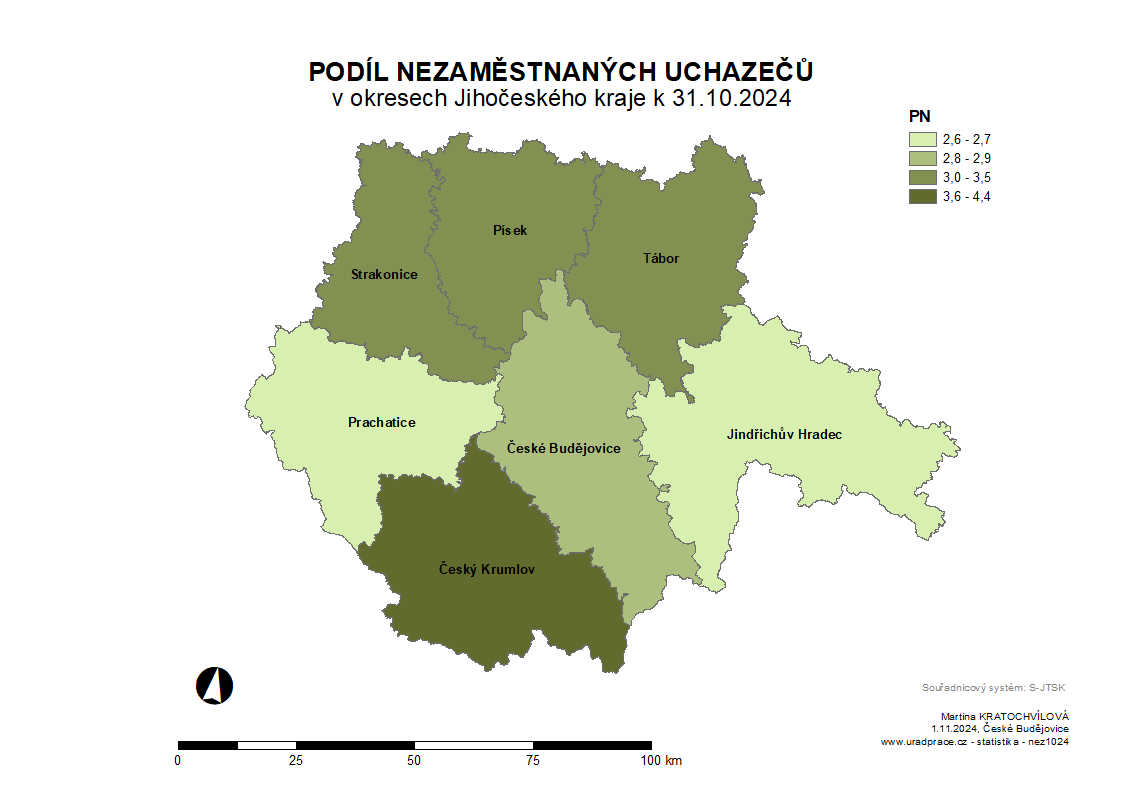 PODÍL NEZAMĚSTNANÝCH UCHAZEČŮ
v okresech Jihočeského kraje k 31.10.2024
PN
2,6 - 2,7
2,8 - 2,9
3,0 - 3,5
3,6 - 4,4
Písek
Tábor
Strakonice
Prachatice
Jindřichův Hradec
České Budějovice
Český Krumlov
Souřadnicový systém: S-JTSK
Martina KRATOCHVÍLOVÁ
1.11.2024, České Budějovice
www.uradprace.cz - statistika - nez1024
0 25 50 75 100 km